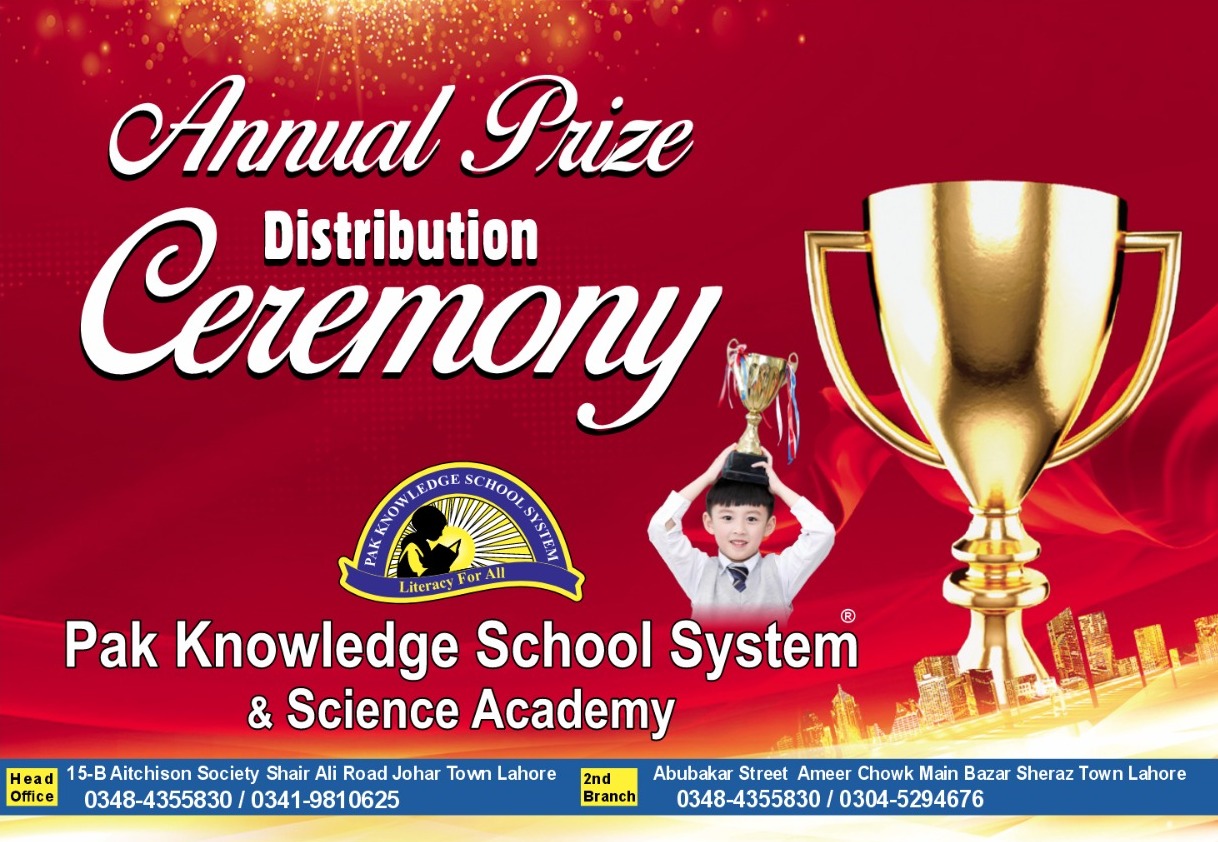 Annual Prize
Distribution
Ceremony
PAK KNOWLEDGE SCHOOL SYSTEM
Literacy For All
Pak Knowledge School System®
& Science Academy
Head
Office
15-B Aitchison Society Shair Ali Road Johar Town Lahore
0348-4355830 / 0341-9810625
2nd
Branch
Abubakar Street Ameer Chowk Main Bazar Sheraz Town Lahore
0348-4355830 / 0304-5294676